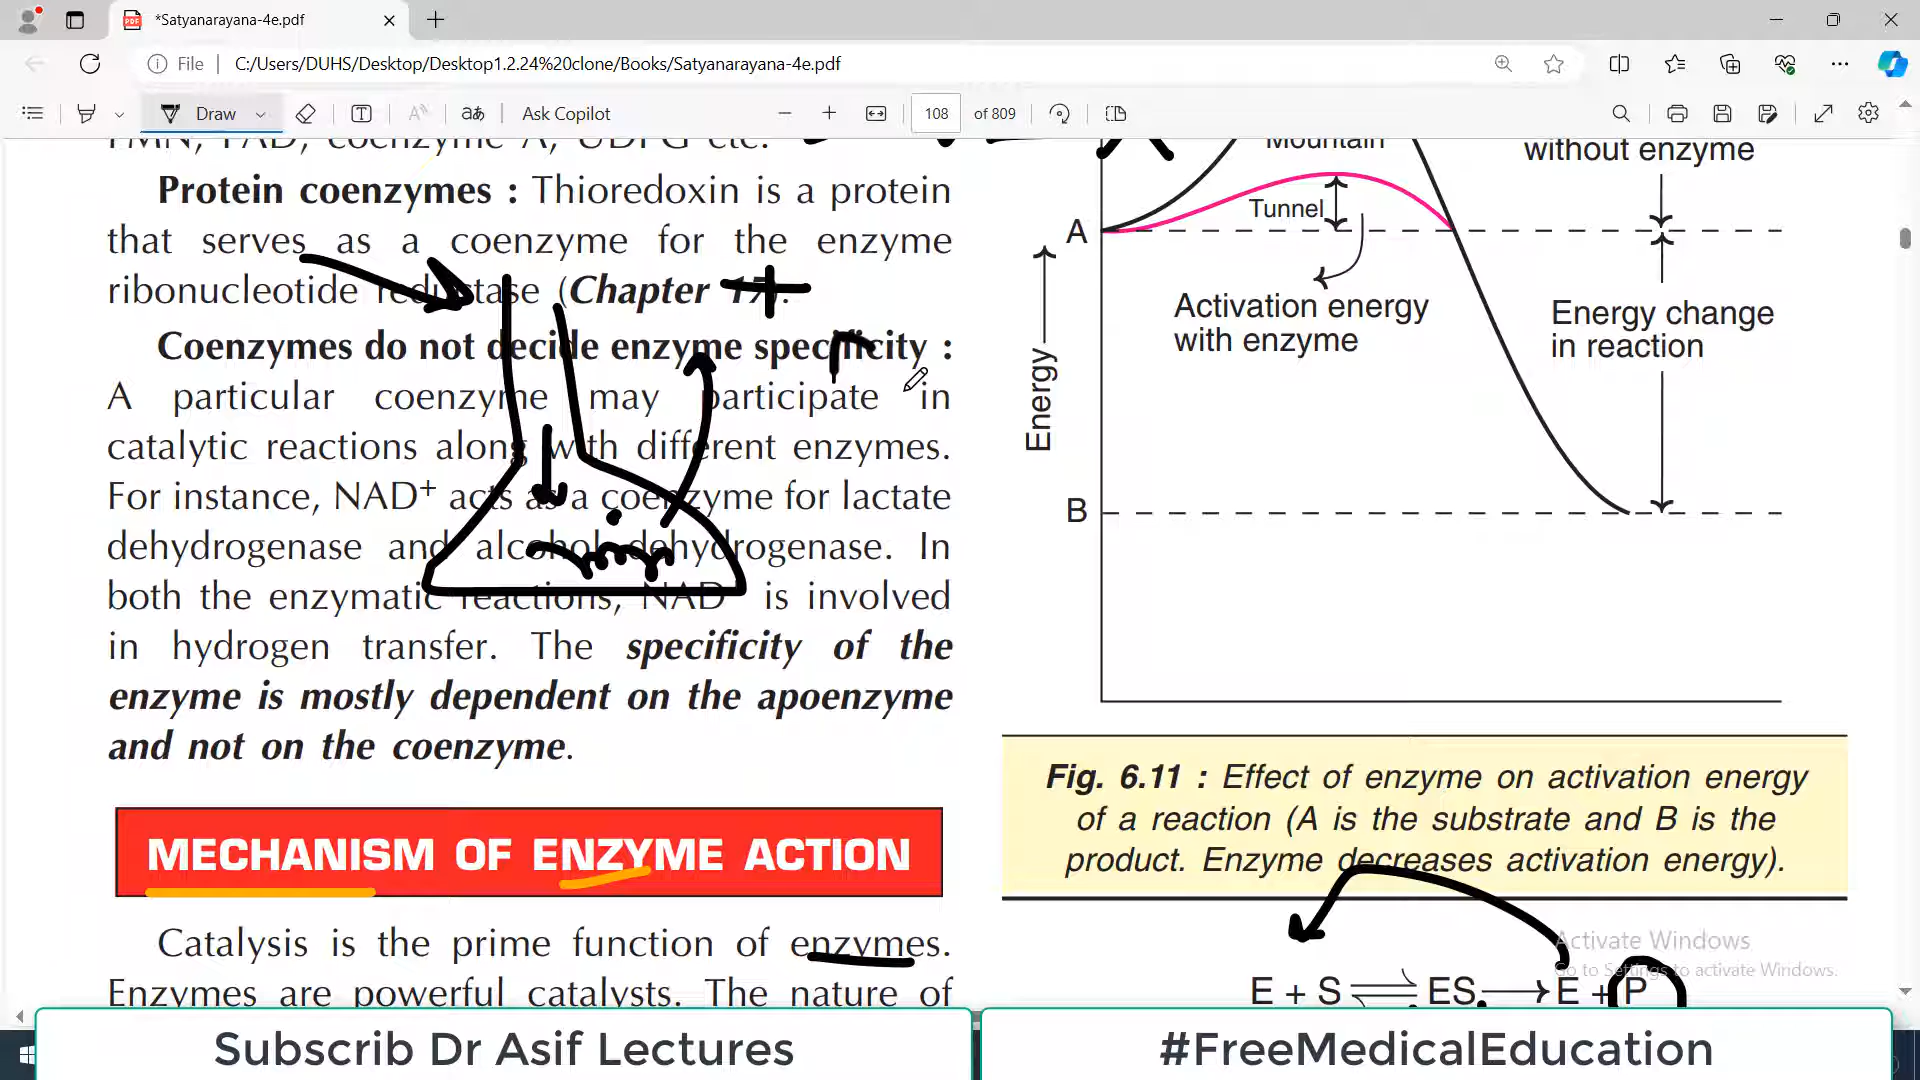 *Satyanarayana-4e.pdf
File
C:/Users/DUHS/Desktop/Desktop1.2.24%20clone/Books/Satyanarayana-4e.pdf
Draw
aあ
Ask Copilot
108 of 809
FMN, FAD, coenzyme A, UDPG etc.
Protein coenzymes : Thioredoxin is a protein
that serves as a coenzyme for the enzyme
ribonucleotide reductase (Chapter 17).
Coenzymes do not decide enzyme specificity :
A particular coenzyme may participate in
catalytic reactions along with different enzymes.
For instance, NAD+ acts as a coenzyme for lactate
dehydrogenase and alcohol dehydrogenase. In
both the enzymatic reactions, NAD+ is involved
in hydrogen transfer. The specificity of the
enzyme is mostly dependent on the apoenzyme
and not on the coenzyme.
MECHANISM OF ENZYME ACTION
Catalysis is the prime function of enzymes.
Enzymes are powerful catalysts. The nature of
Mountain
without enzyme
Tunnel
A
Activation energy
with enzyme
Energy change
in reaction
Energy
B
Fig. 6.11 : Effect of enzyme on activation energy
of a reaction (A is the substrate and B is the
product. Enzyme decreases activation energy).
E + S ⇌ ES ⟶ E + P
Activate Windows
Go to Settings to activate Windows.
Subscrib Dr Asif Lectures
#FreeMedicalEducation